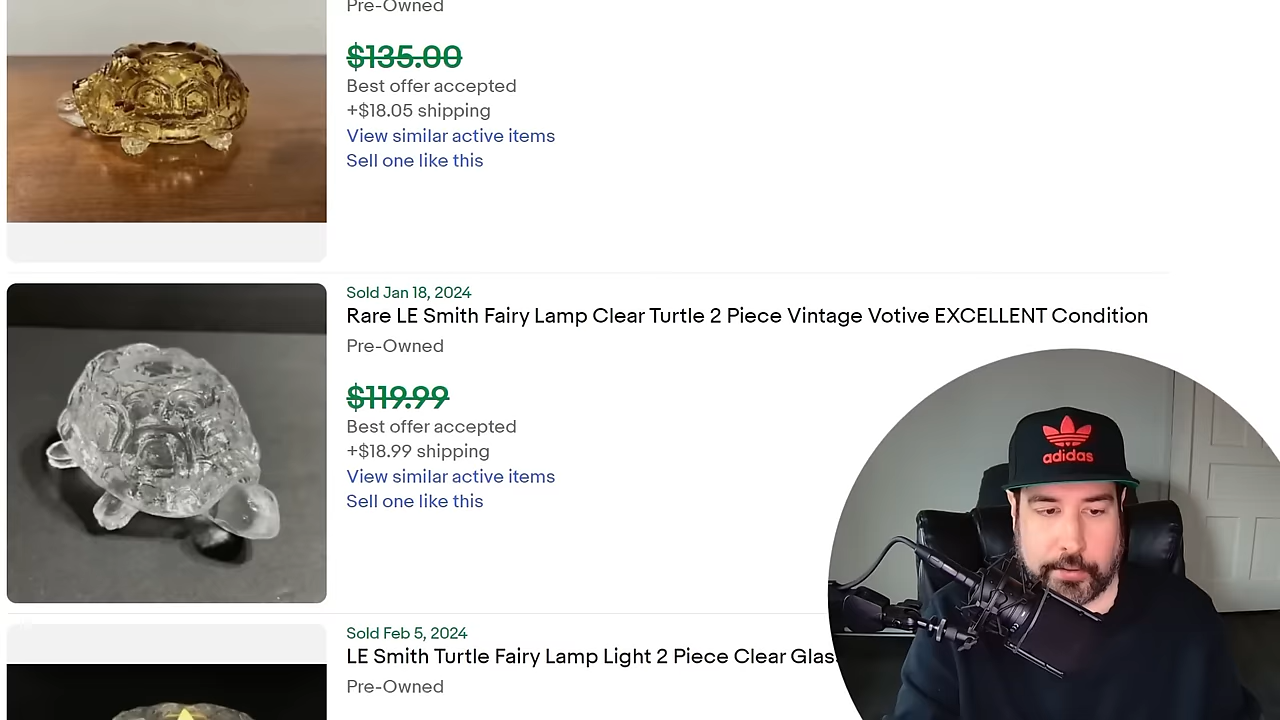 Pre-Owned
$135.00
Best offer accepted
+$18.05 shipping
View similar active items
Sell one like this
Sold Jan 18, 2024
Rare LE Smith Fairy Lamp Clear Turtle 2 Piece Vintage Votive EXCELLENT Condition
Pre-Owned
$119.99
Best offer accepted
+$18.99 shipping
View similar active items
Sell one like this
adidas
Sold Feb 5, 2024
LE Smith Turtle Fairy Lamp Light 2 Piece Clear Glas
Pre-Owned